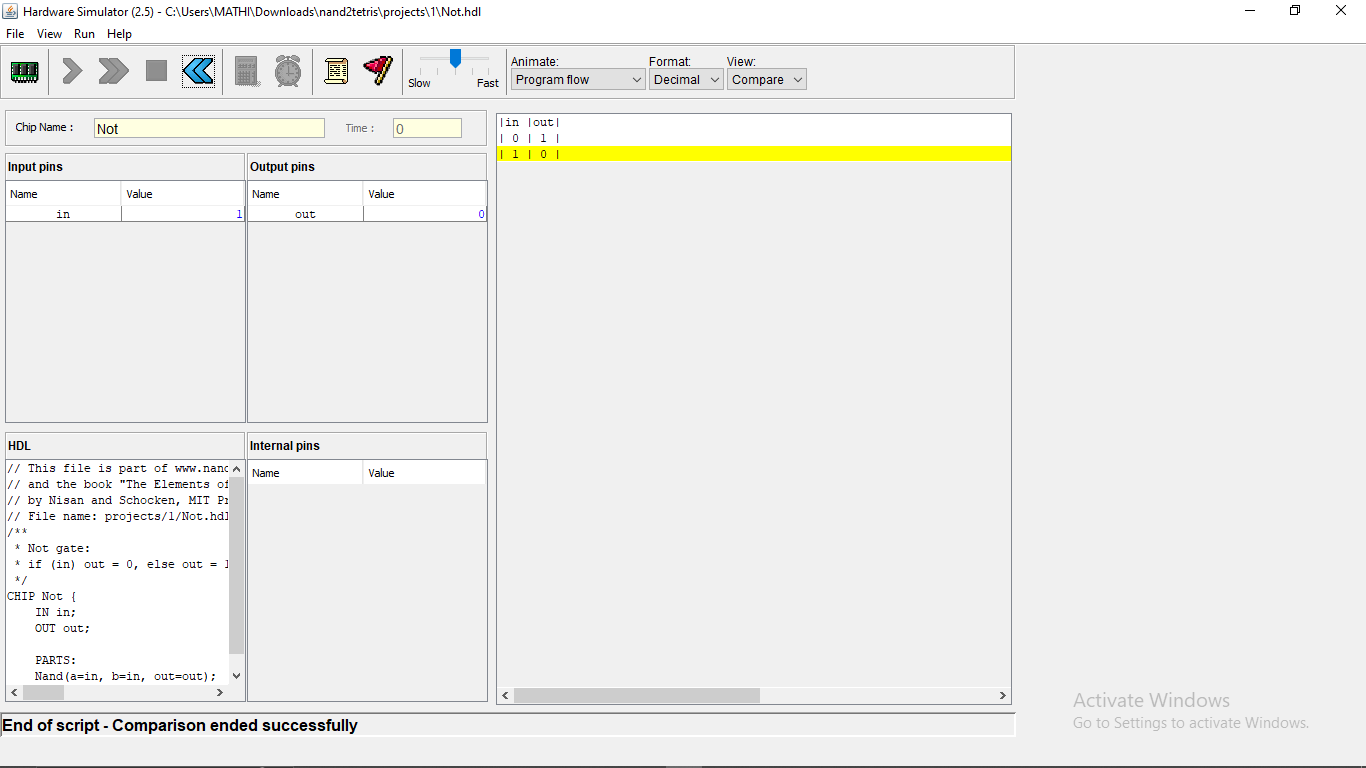 Hardware Simulator (2.5) - C:\Users\MATHI\Downloads\nand2tetris\projects\1\Not.hdl
File View Run Help
Slow Fast
Animate: Format: View:
Program flow Decimal Compare
Chip Name : Not Time : 0
Input pins
Name Value
in 1
Output pins
Name Value
out 0
HDL
// This file is part of www.nand
// and the book "The Elements of
// by Nisan and Schocken, MIT Pr
// File name: projects/1/Not.hdl
/**
* Not gate:
* if (in) out = 0, else out = 1
*/
CHIP Not {
IN in;
OUT out;
PARTS:
Nand(a=in, b=in, out=out);
Internal pins
Name Value
|in |out|
| 0 | 1 |
| 1 | 0 |
End of script - Comparison ended successfully
Activate Windows
Go to Settings to activate Windows.